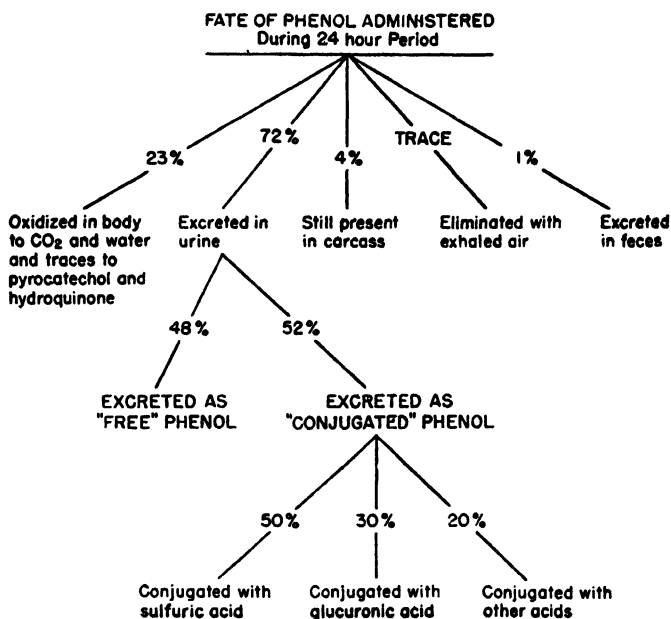 FATE OF PHENOL ADMINISTERED
During 24 hour Period
23%
72%
4%
TRACE
1%
Oxidized in body
to CO₂ and water
and traces to
pyrocatechol and
hydroquinone
Excreted in
urine
Still present
in carcass
Eliminated with
exhaled air
Excreted
in feces
48%
52%
EXCRETED AS
"FREE" PHENOL
EXCRETED AS
"CONJUGATED" PHENOL
50%
30%
20%
Conjugated with
sulfuric acid
Conjugated with
glucuronic acid
Conjugated with
other acids